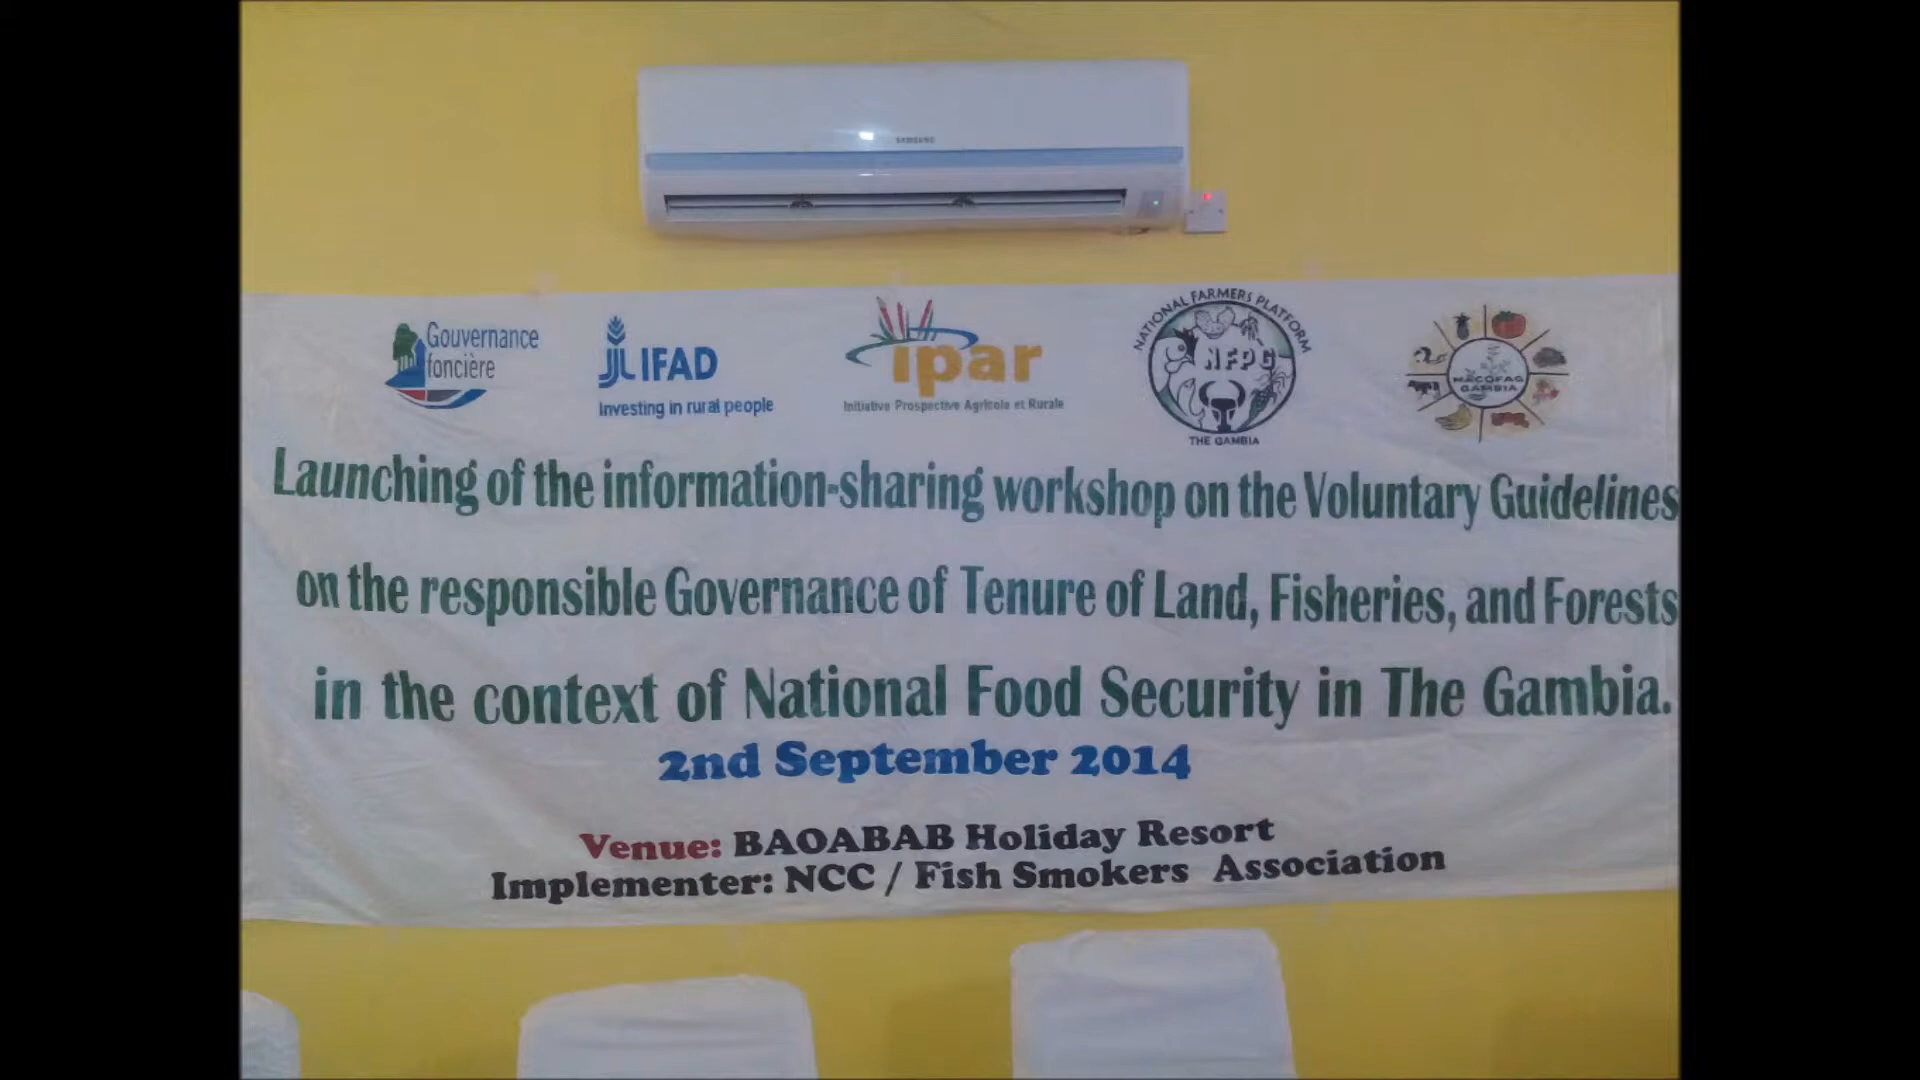 SAMSUNG
Gouvernance
foncière
IFAD
Investing in rural people
ipar
Initiative Prospective Agricole et Rurale
NATIONAL FARMERS PLATFORM
NFPG
THE GAMBIA
MACOFAG
GAMBIA
Launching of the information-sharing workshop on the Voluntary Guidelines
on the responsible Governance of Tenure of Land, Fisheries, and Forests
in the context of National Food Security in The Gambia.
2nd September 2014
Venue: BAOABAB Holiday Resort
Implementer: NCC / Fish Smokers Association